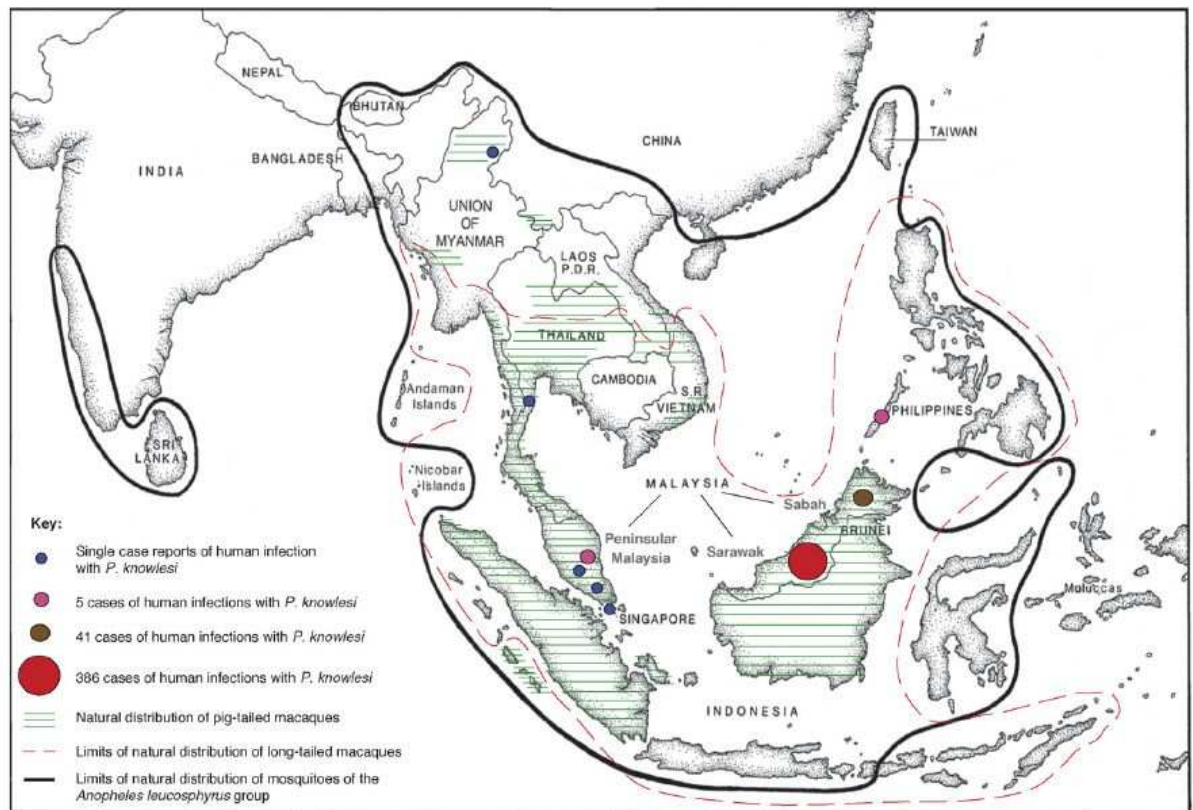 NEPAL
BHUTAN
TAIWAN
CHINA
BANGLADESH
INDIA
UNION
OF
MYANMAR
LAOS
P.D.R.
THAILAND
CAMBODIA
S.R.
VIETNAM
Andaman
Islands
PHILIPPINES
SRI
LANKA
Nicobar
Islands
MALAYSIA
Sabah
BRUNEI
Peninsular
Malaysia
Sarawak
SINGAPORE
Moluccas
INDONESIA
Key:
Single case reports of human infection
with P. knowlesi
5 cases of human infections with P. knowlesi
41 cases of human infections with P. knowlesi
386 cases of human infections with P. knowlesi
Natural distribution of pig-tailed macaques
Limits of natural distribution of long-tailed macaques
Limits of natural distribution of mosquitoes of the
Anopheles leucosphyrus group